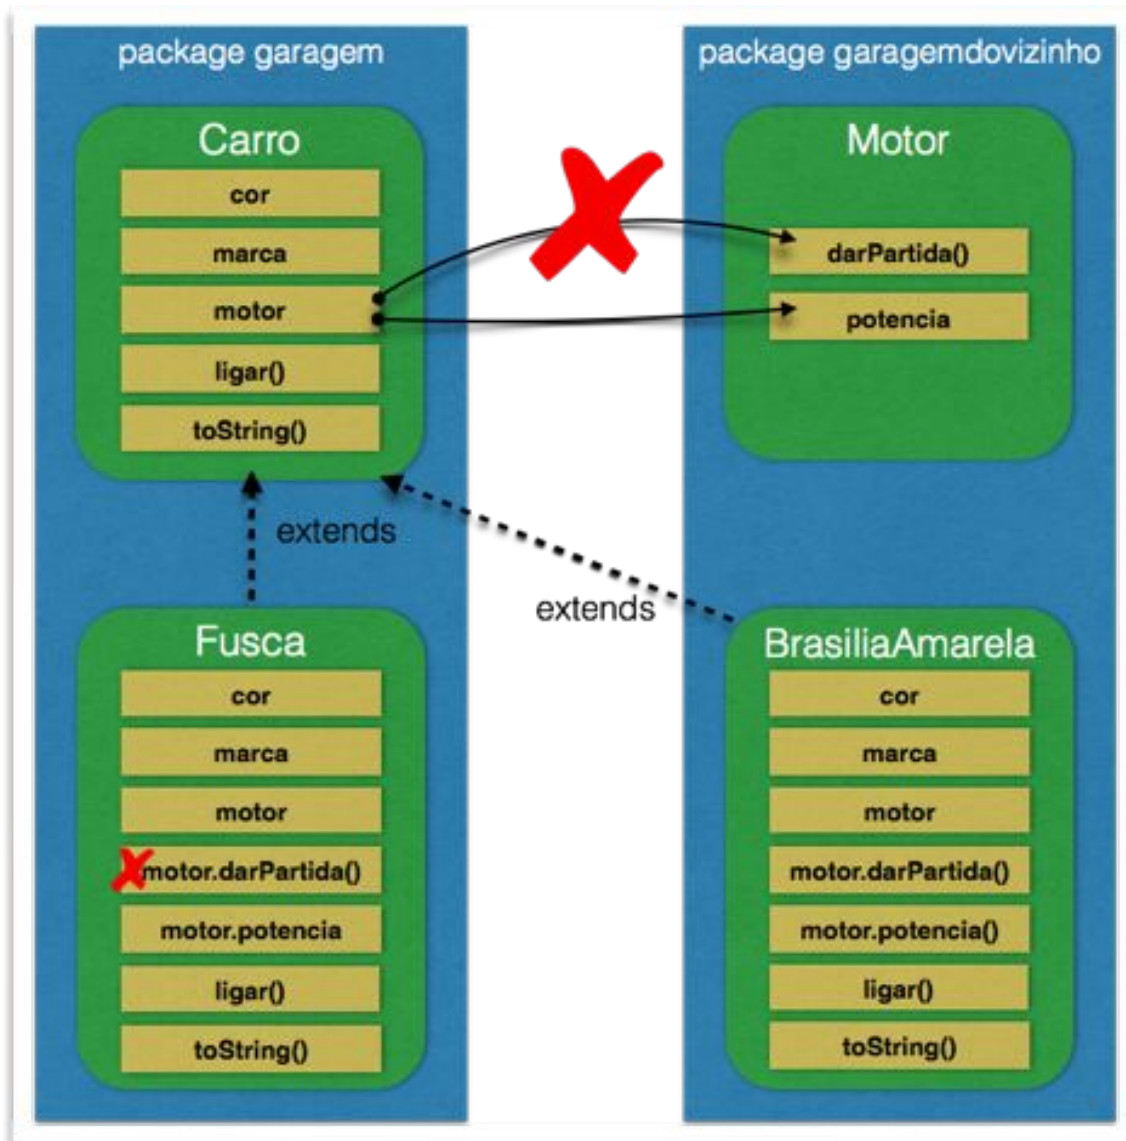 package garagem
Carro
cor
marca
motor
ligar()
toString()
extends
Fusca
cor
marca
motor
motor.darPartida()
motor.potencia
ligar()
toString()
package garagemdovizinho
Motor
darPartida()
potencia
extends
BrasiliaAmarela
cor
marca
motor
motor.darPartida()
motor.potencia()
ligar()
toString()